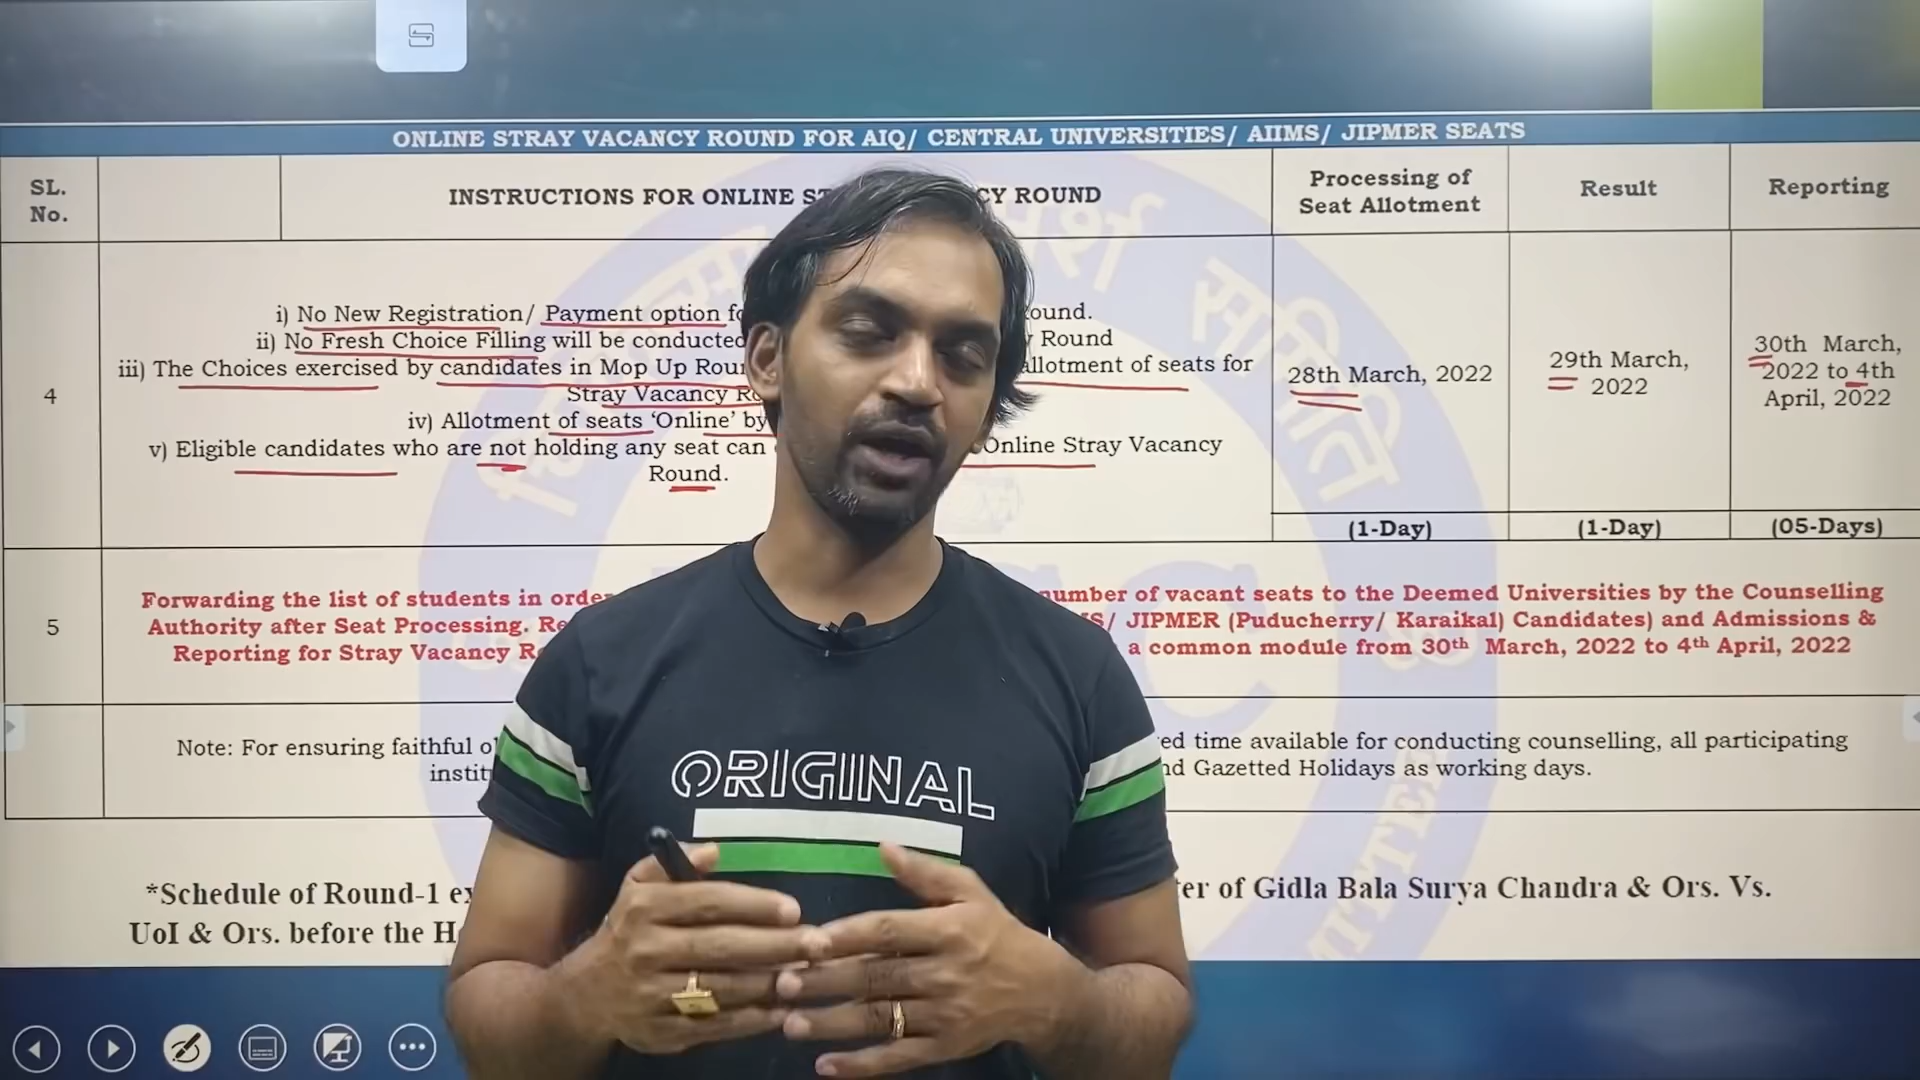 ONLINE STRAY VACANCY ROUND FOR AIQ/ CENTRAL UNIVERSITIES/ AIIMS/ JIPMER SEATS
SL. No.
INSTRUCTIONS FOR ONLINE ST CY ROUND
Processing of Seat Allotment
Result
Reporting
4
i) No New Registration/ Payment option round.
ii) No Fresh Choice Filling will be conducted Round
iii) The Choices exercised by candidates in Mop Up allotment of seats for
Stray Vacancy
iv) Allotment of seats ‘Online’ by
v) Eligible candidates who are not holding any seat can Online Stray Vacancy
Round.
28th March, 2022
29th March,
2022
30th March,
2022 to 4th
April, 2022
(1-Day)
(1-Day)
(05-Days)
5
Forwarding the list of students in number of vacant seats to the Deemed Universities by the Counselling
Authority after Seat Processing. S/ JIPMER (Puducherry/ Karaikal) Candidates) and Admissions &
Reporting for Stray Vacancy a common module from 30th March, 2022 to 4th April, 2022
Note: For ensuring faithful ed time available for conducting counselling, all participating
instit nd Gazetted Holidays as working days.
*Schedule of Round-1 er of Gidla Bala Surya Chandra & Ors. Vs.
UoI & Ors. before the
ORIGINAL